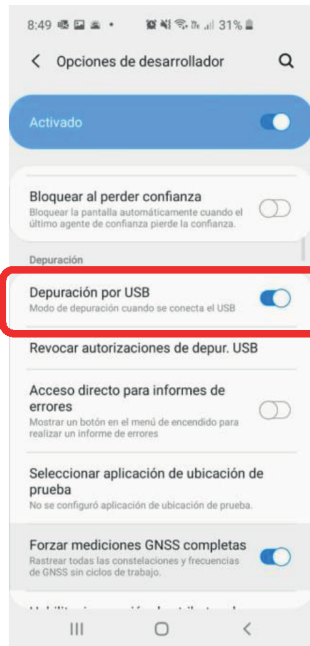 8:49 31%
Opciones de desarrollador
Activado
Bloquear al perder confianza
Bloquear la pantalla automáticamente cuando el
último agente de confianza pierde la confianza.
Depuración
Depuración por USB
Modo de depuración cuando se conecta el USB
Revocar autorizaciones de depur. USB
Acceso directo para informes de
errores
Mostrar un botón en el menú de encendido para
realizar un informe de errores
Seleccionar aplicación de ubicación de
prueba
No se configuró aplicación de ubicación de prueba.
Forzar mediciones GNSS completas
Rastrear todas las constelaciones y frecuencias
de GNSS sin ciclos de trabajo.